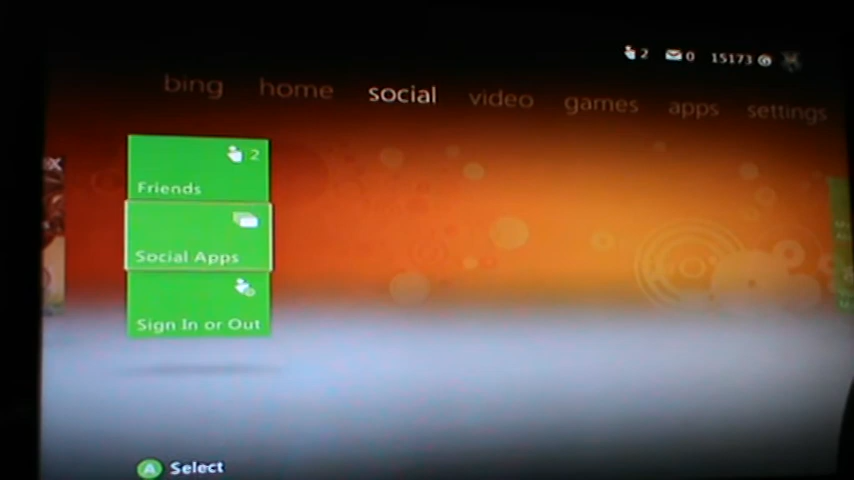 2 0 15173 G
bing home social video games apps settings
X
2
Friends
Social Apps
Sign In or Out
A Select